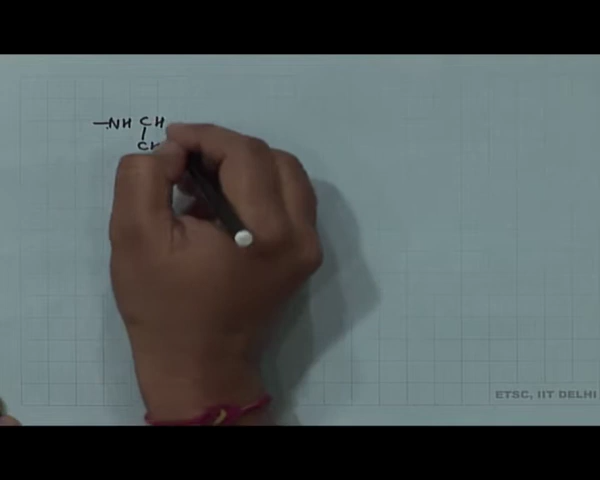 —NH CH
CH
ETSC, IIT DELHI